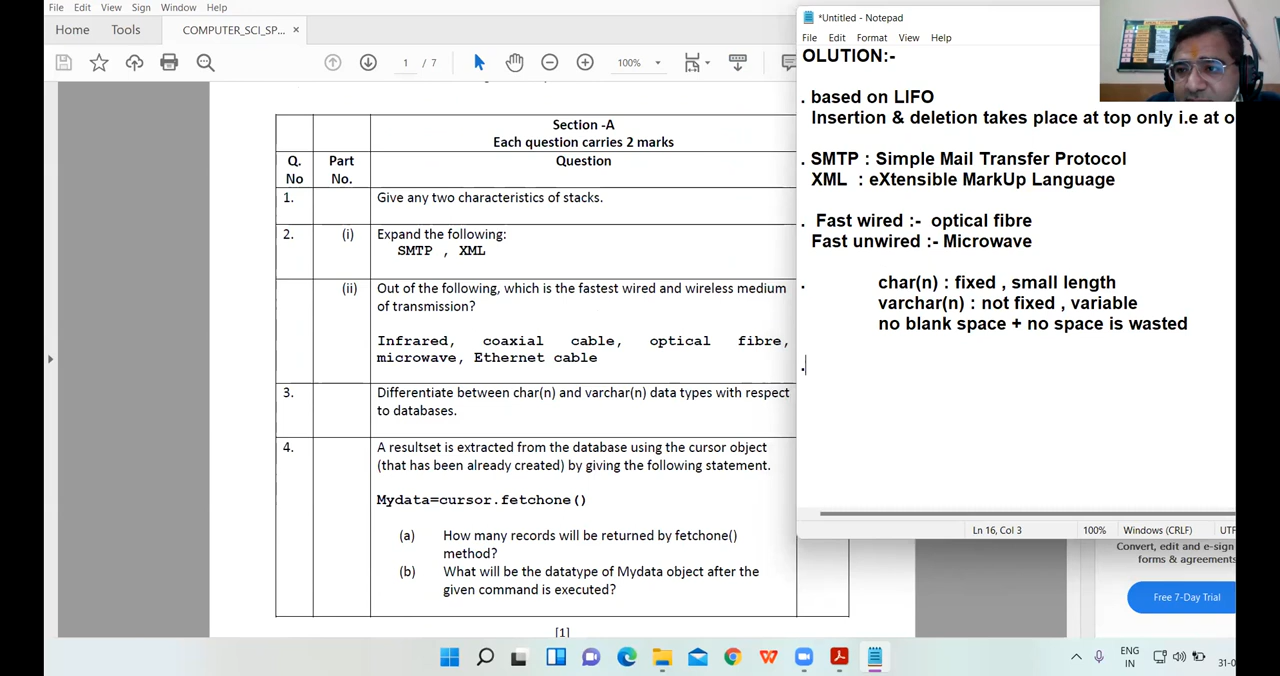 File Edit View Sign Window Help
Home Tools COMPUTER_SCI_SP... ×
1 / 7 100%
Section -A
Each question carries 2 marks
Q. No Part No. Question
1. Give any two characteristics of stacks.
2. (i) Expand the following:
SMTP , XML
(ii) Out of the following, which is the fastest wired and wireless medium
of transmission?
Infrared, coaxial cable, optical fibre,
microwave, Ethernet cable
3. Differentiate between char(n) and varchar(n) data types with respect
to databases.
4. A resultset is extracted from the database using the cursor object
(that has been already created) by giving the following statement.
Mydata=cursor.fetchone()
(a) How many records will be returned by fetchone()
method?
(b) What will be the datatype of Mydata object after the
given command is executed?
[1]
*Untitled - Notepad
File Edit Format View Help
OLUTION:-
. based on LIFO
Insertion & deletion takes place at top only i.e at o
. SMTP : Simple Mail Transfer Protocol
XML : eXtensible MarkUp Language
. Fast wired :- optical fibre
Fast unwired :- Microwave
. char(n) : fixed , small length
varchar(n) : not fixed , variable
no blank space + no space is wasted
.
Ln 16, Col 3 100% Windows (CRLF) UTF
Convert, edit and e-sign
forms & agreements
Free 7-Day Trial
ENG
IN
31-0